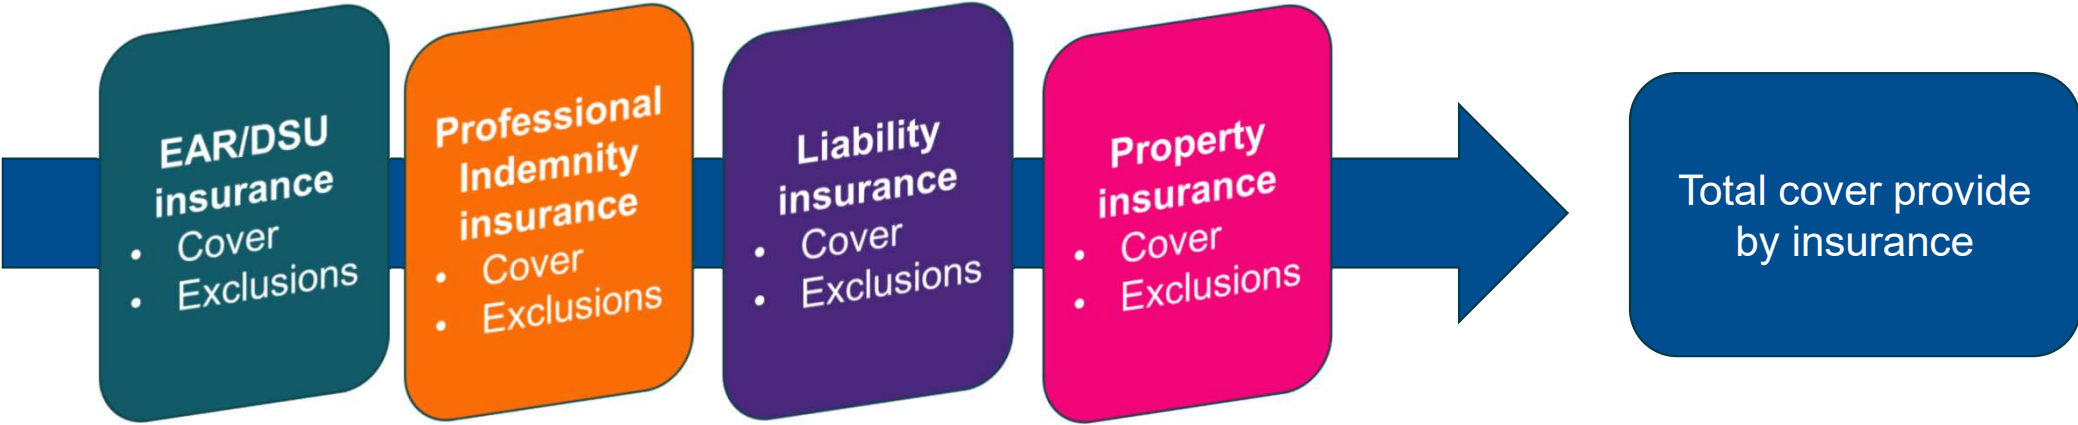 EAR/DSU
insurance
• Cover
• Exclusions
Professional
Indemnity
insurance
• Cover
• Exclusions
Liability
insurance
• Cover
• Exclusions
Property
insurance
• Cover
• Exclusions
Total cover provide
by insurance